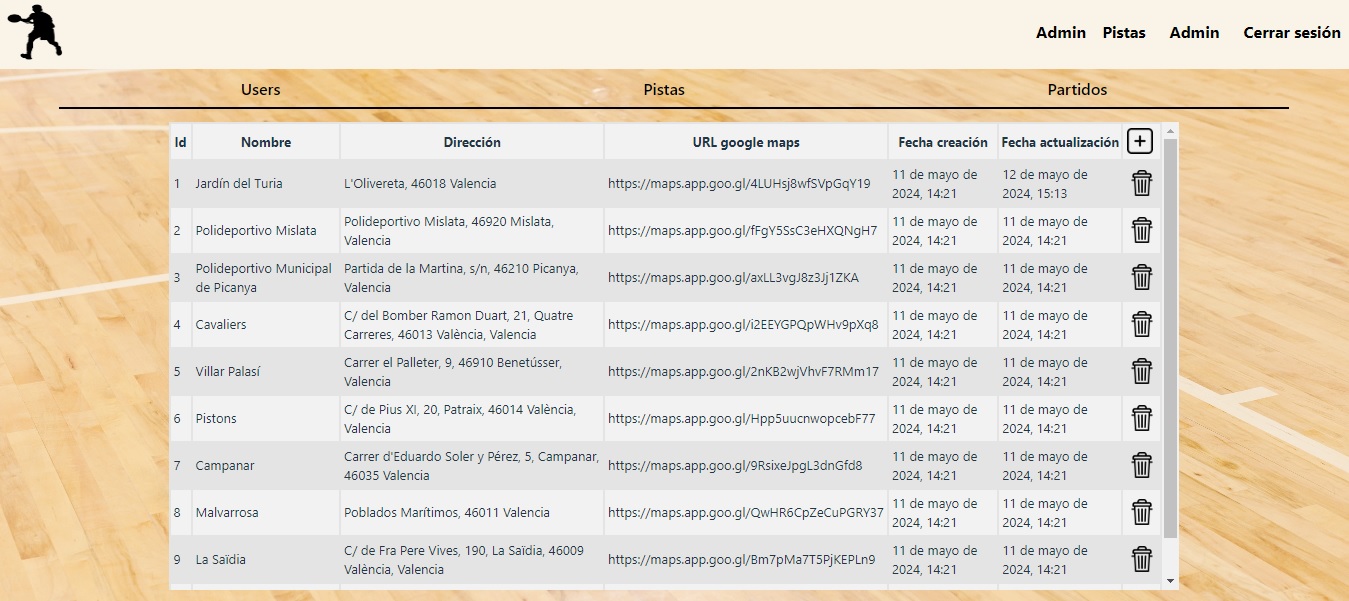 Admin Pistas Admin Cerrar sesión
Users Pistas Partidos
Id Nombre Dirección URL google maps Fecha creación Fecha actualización
1 Jardín del Turia L'Olivereta, 46018 Valencia https://maps.app.goo.gl/4LUHsj8wfSVpGqY19 11 de mayo de 12 de mayo de
2024, 14:21 2024, 15:13
2 Polideportivo Mislata Polideportivo Mislata, 46920 Mislata, https://maps.app.goo.gl/fFgY5SsC3eHXQNgH7 11 de mayo de 11 de mayo de
Valencia 2024, 14:21 2024, 14:21
3 Polideportivo Municipal Partida de la Martina, s/n, 46210 Picanya, https://maps.app.goo.gl/axLL3vgJ8z3Jj1ZKA 11 de mayo de 11 de mayo de
de Picanya Valencia 2024, 14:21 2024, 14:21
4 Cavaliers C/ del Bomber Ramon Duart, 21, Quatre https://maps.app.goo.gl/i2EEYGPQpWHv9pXq8 11 de mayo de 11 de mayo de
Carreres, 46013 València, Valencia 2024, 14:21 2024, 14:21
5 Villar Palasí Carrer el Palleter, 9, 46910 Benetússer, https://maps.app.goo.gl/2nKB2wjVhvF7RMm17 11 de mayo de 11 de mayo de
Valencia 2024, 14:21 2024, 14:21
6 Pistons C/ de Pius XI, 20, Patraix, 46014 València, https://maps.app.goo.gl/Hpp5uucnwopcebF77 11 de mayo de 11 de mayo de
Valencia 2024, 14:21 2024, 14:21
7 Campanar Carrer d'Eduardo Soler y Pérez, 5, Campanar, https://maps.app.goo.gl/9RsixeJpgL3dnGfd8 11 de mayo de 11 de mayo de
46035 Valencia 2024, 14:21 2024, 14:21
8 Malvarrosa Poblados Marítimos, 46011 Valencia https://maps.app.goo.gl/QwHR6CpZeCuPGRY37 11 de mayo de 11 de mayo de
2024, 14:21 2024, 14:21
9 La Saïdia C/ de Fra Pere Vives, 190, La Saïdia, 46009 https://maps.app.goo.gl/Bm7pMa7T5PjKEPLn9 11 de mayo de 11 de mayo de
València, Valencia 2024, 14:21 2024, 14:21